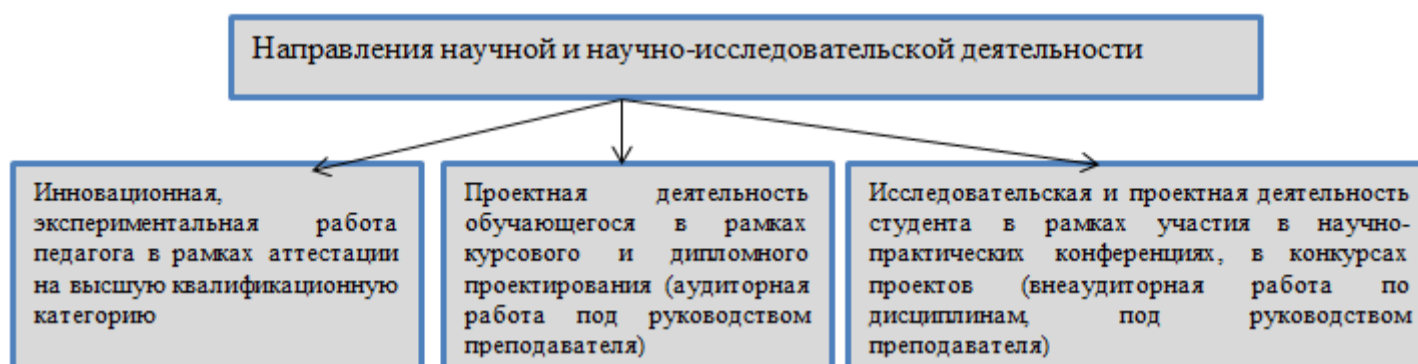 Направления научной и научно-исследовательской деятельности
Инновационная,
экспериментальная работа
педагога в рамках аттестации
на высшую квалификационную
категорию
Проектная деятельность
обучающегося в рамках
курсового и дипломного
проектирования (аудиторная
работа под руководством
преподавателя)
Исследовательская и проектная деятельность
студента в рамках участия в научно-
практических конференциях, в конкурсах
проектов (внеаудиторная работа по
дисциплинам, под руководством
преподавателя)